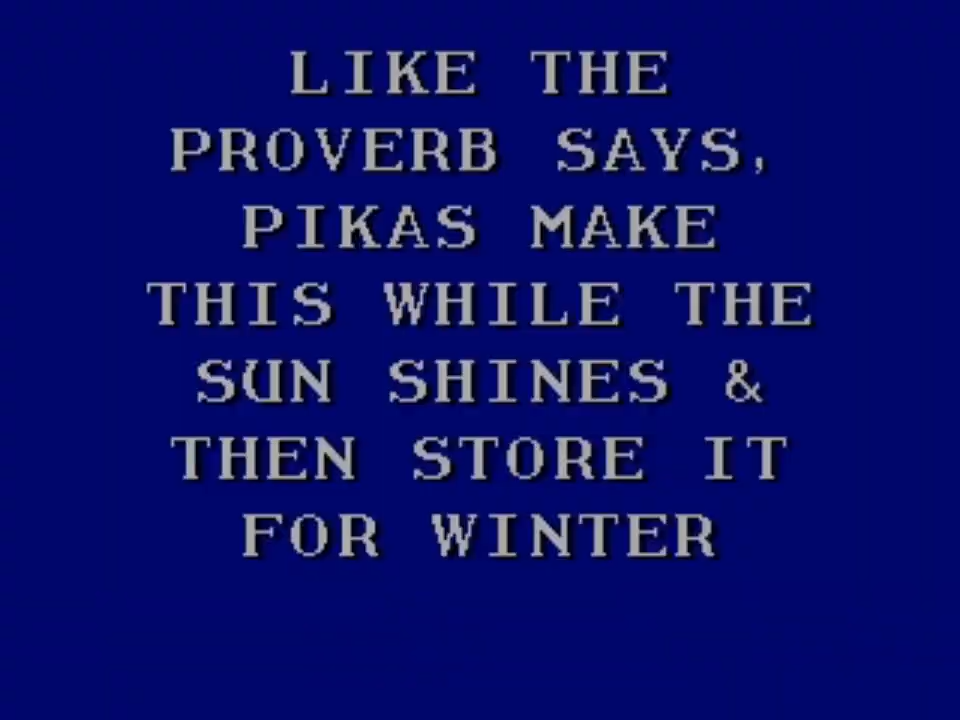 LIKE THE
PROVERB SAYS,
PIKAS MAKE
THIS WHILE THE
SUN SHINES &
THEN STORE IT
FOR WINTER